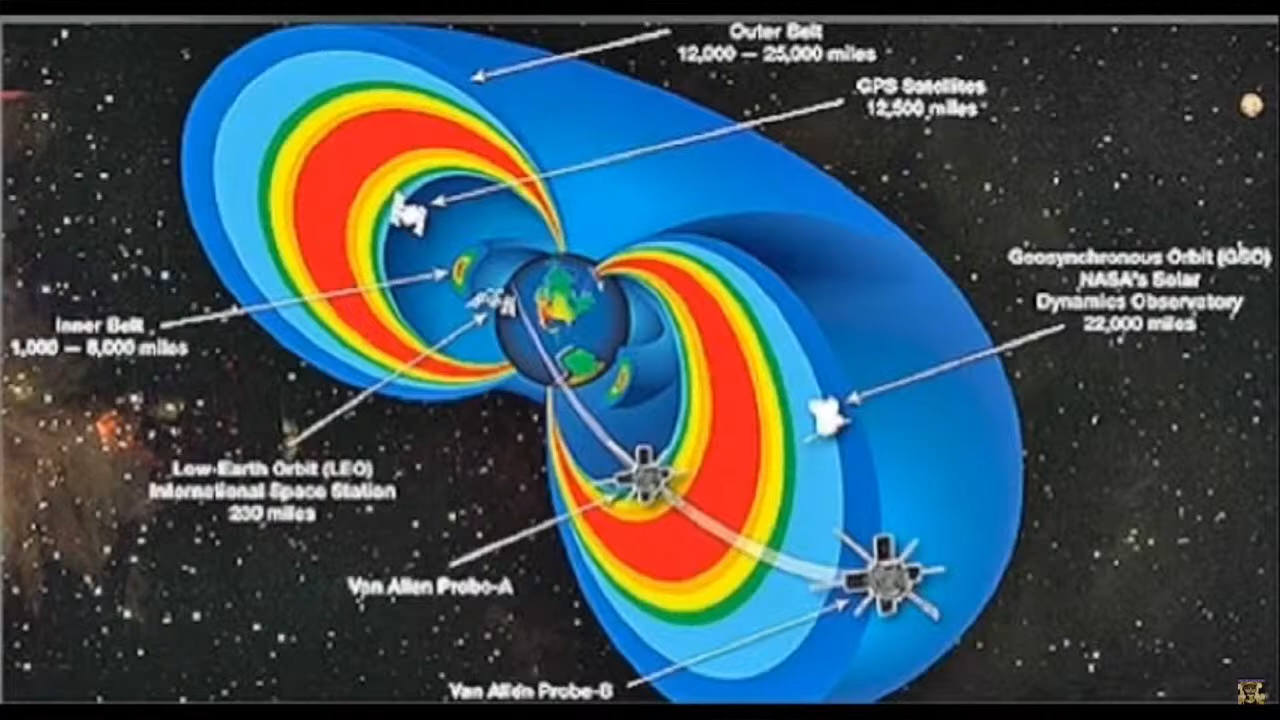 Outer Belt
12,000 — 25,000 miles
GPS Satellites
12,500 miles
Geosynchronous Orbit (GSO)
NASA's Solar
Dynamics Observatory
22,000 miles
Inner Belt
1,000 — 8,000 miles
Low-Earth Orbit (LEO)
International Space Station
230 miles
Van Allen Probe-A
Van Allen Probe-B